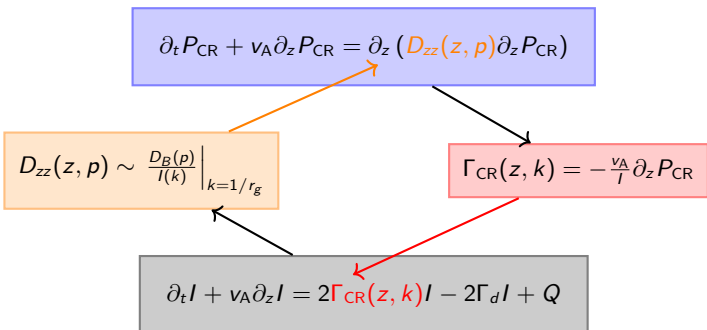 ∂ₜP_CR + v_A∂_zP_CR = ∂_z (D_zz(z, p)∂_zP_CR)
D_zz(z, p) ∼ D_B(p)/I(k) |_{k=1/r_g}
Γ_CR(z, k) = −v_A/I ∂_zP_CR
∂ₜI + v_A∂_zI = 2Γ_CR(z, k)I − 2Γ_dI + Q